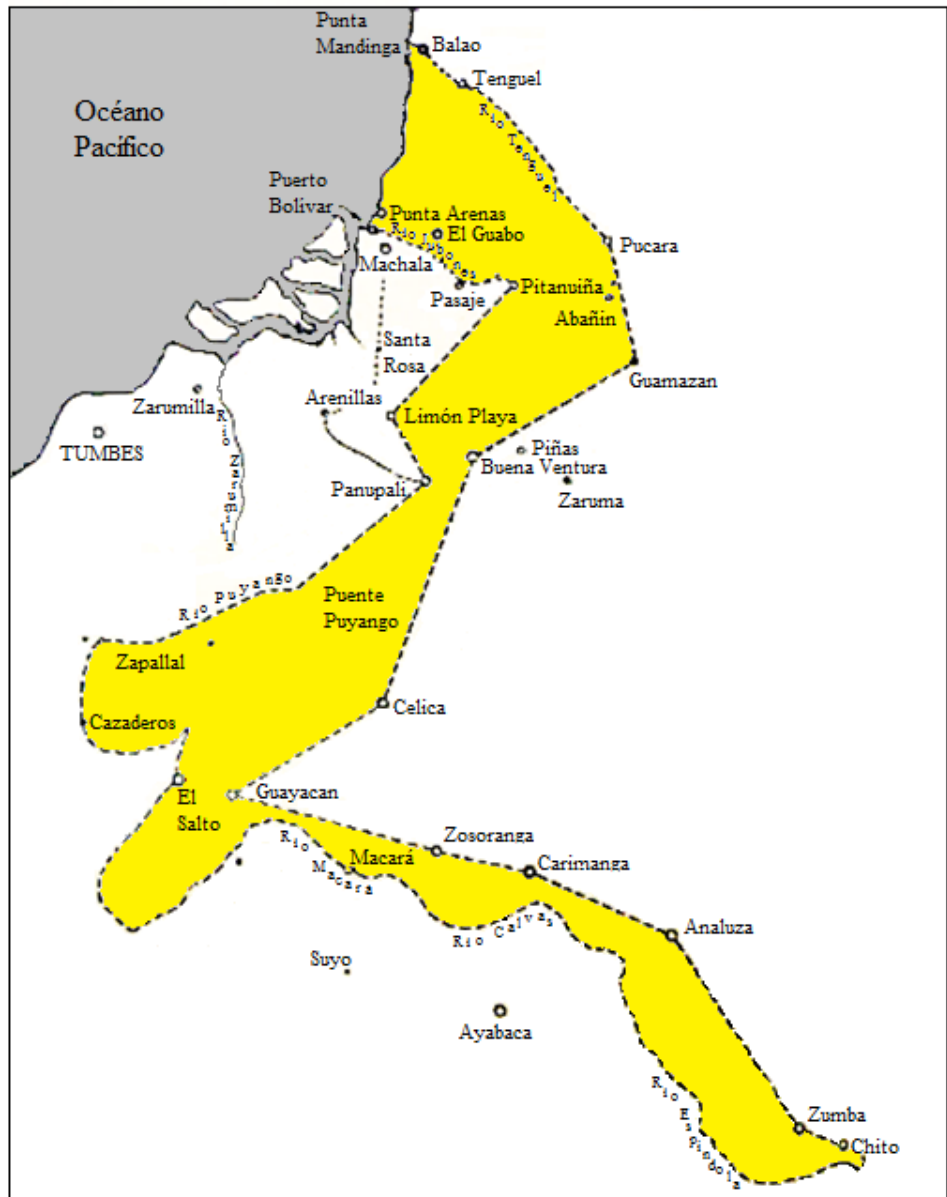 Punta
Mandinga
Balao
Tenguel
Océano
Pacífico
Río Tenguel
Puerto
Bolivar
Punta Arenas
El Guabo
Río Jubones
Machala
Pucara
Pasaje
Pitanuiña
Abañin
Santa
Rosa
Guamazan
Zarumilla
Arenillas
Limón Playa
TUMBES
Río Zarumilla
Piñas
Buena Ventura
Panupali
Zaruma
Río Puyango
Puente
Puyango
Zapallal
Celica
Cazaderos
El
Salto
Guayacan
Zosoranga
Río Macara
Macará
Carimanga
Río Calvas
Analuza
Suyo
Ayabaca
Río Espindola
Zumba
Chito